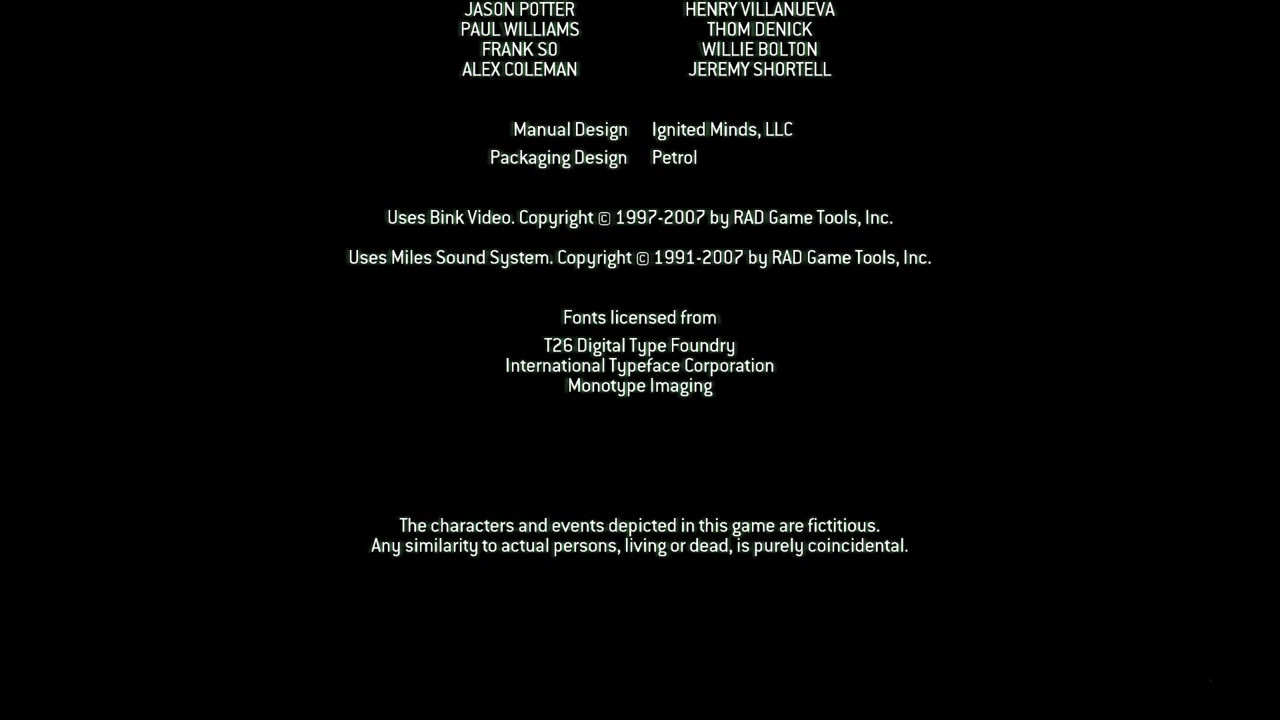 JASON POTTER HENRY VILLANUEVA
PAUL WILLIAMS THOM DENICK
FRANK SO WILLIE BOLTON
ALEX COLEMAN JEREMY SHORTELL
Manual Design Ignited Minds, LLC
Packaging Design Petrol
Uses Bink Video. Copyright © 1997-2007 by RAD Game Tools, Inc.
Uses Miles Sound System. Copyright © 1991-2007 by RAD Game Tools, Inc.
Fonts licensed from
T26 Digital Type Foundry
International Typeface Corporation
Monotype Imaging
The characters and events depicted in this game are fictitious.
Any similarity to actual persons, living or dead, is purely coincidental.